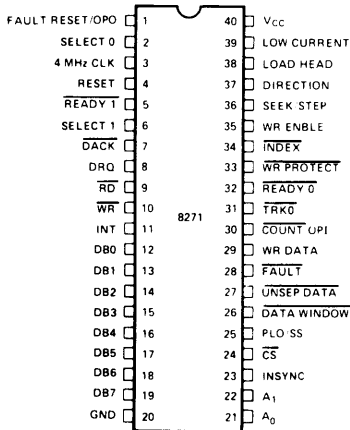 FAULT RESET/OPO 1 40 VCC
SELECT 0 2 39 LOW CURRENT
4 MHz CLK 3 38 LOAD HEAD
RESET 4 37 DIRECTION
READY 1 5 36 SEEK/STEP
SELECT 1 6 35 WR ENBLE
DACK 7 34 INDEX
DRQ 8 33 WR PROTECT
RD 9 32 READY 0
WR 10 31 TRK0
8271
INT 11 30 COUNT OPI
DB0 12 29 WR DATA
DB1 13 28 FAULT
DB2 14 27 UNSEP DATA
DB3 15 26 DATA WINDOW
DB4 16 25 PLO/SS
DB5 17 24 CS
DB6 18 23 INSYNC
DB7 19 22 A1
GND 20 21 A0